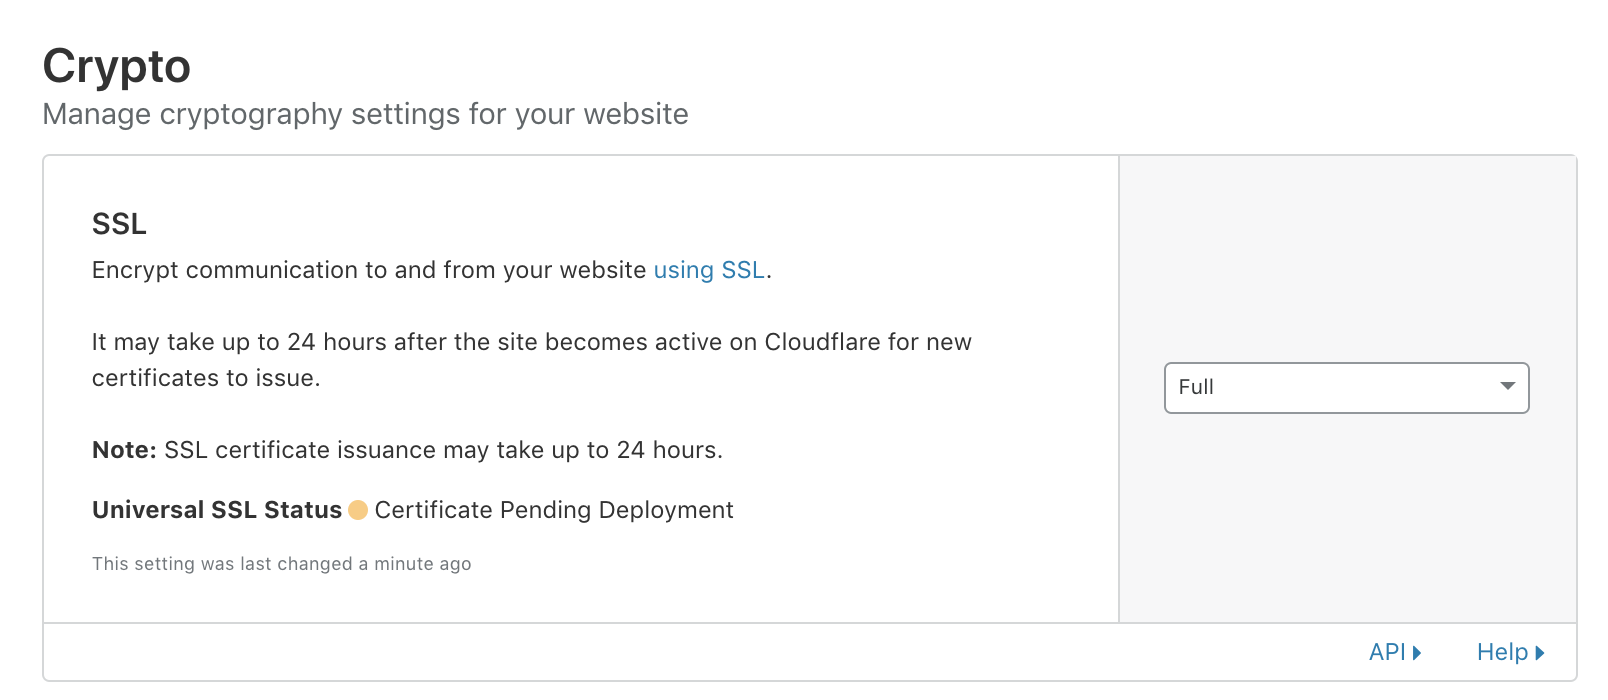 Crypto
Manage cryptography settings for your website
SSL
Encrypt communication to and from your website using SSL.
It may take up to 24 hours after the site becomes active on Cloudflare for new
certificates to issue.
Full
Note: SSL certificate issuance may take up to 24 hours.
Universal SSL Status Certificate Pending Deployment
This setting was last changed a minute ago
API
Help